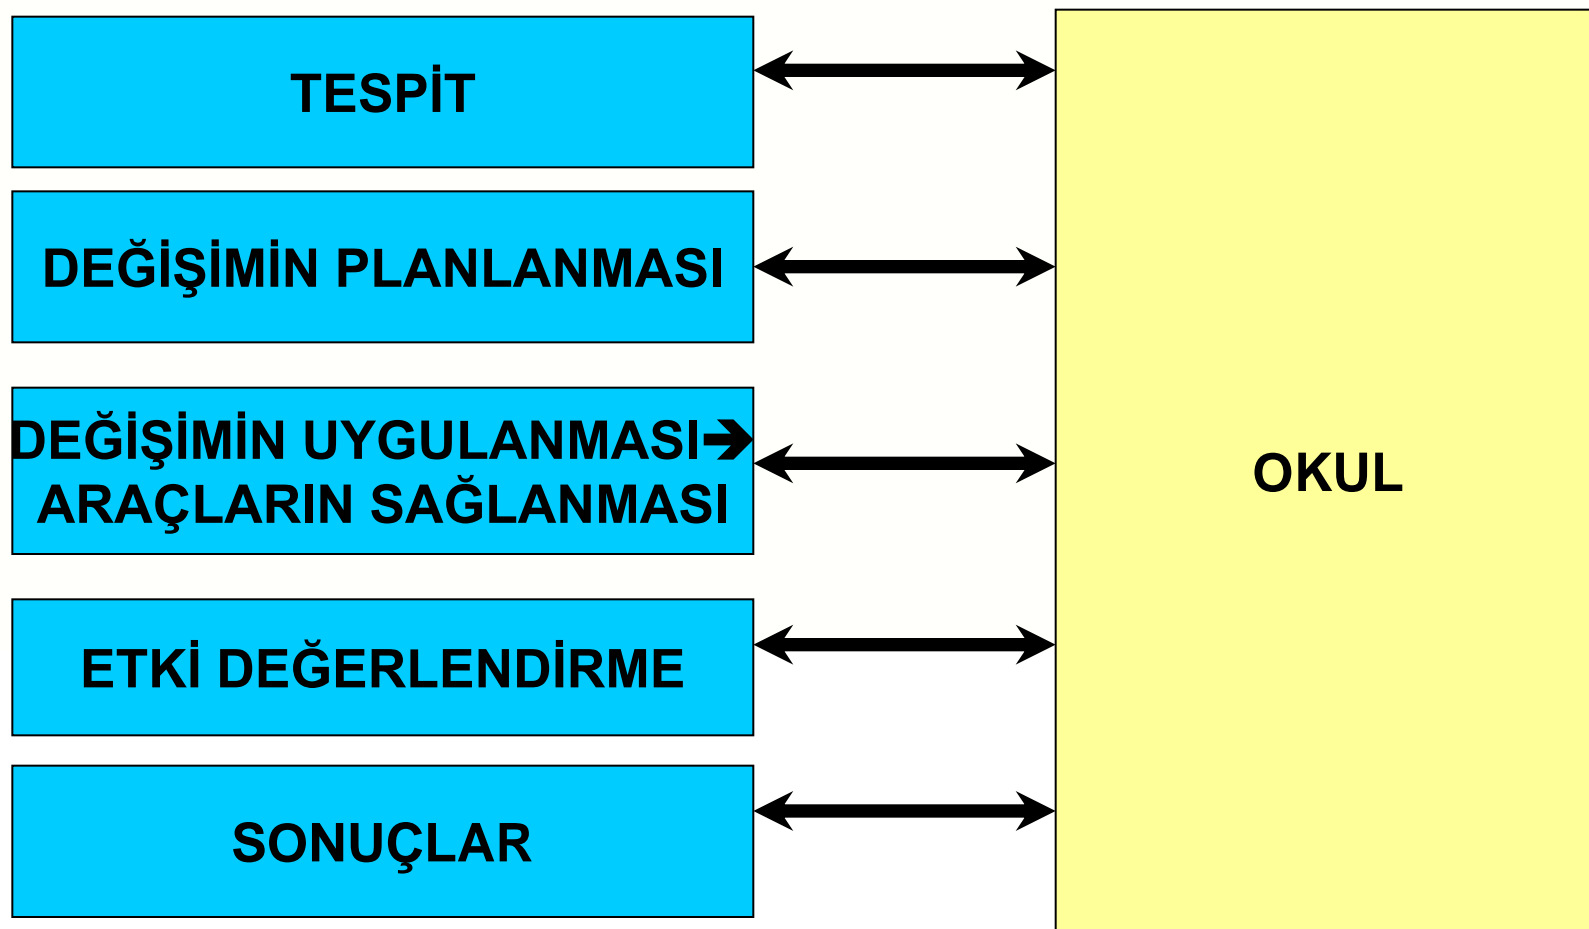 TESPİT
DEĞİŞİMİN PLANLANMASI
DEĞİŞİMİN UYGULANMASI➔
ARAÇLARIN SAĞLANMASI
ETKİ DEĞERLENDİRME
SONUÇLAR
OKUL